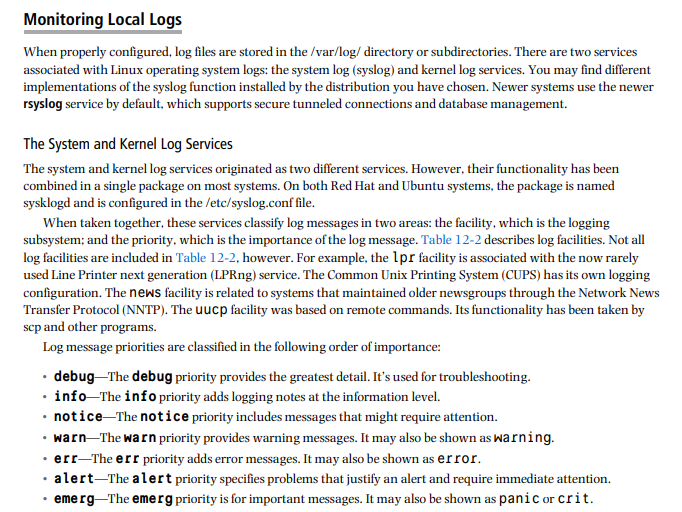 Monitoring Local Logs
When properly configured, log files are stored in the /var/log/ directory or subdirectories. There are two services
associated with Linux operating system logs: the system log (syslog) and kernel log services. You may find different
implementations of the syslog function installed by the distribution you have chosen. Newer systems use the newer
rsyslog service by default, which supports secure tunneled connections and database management.
The System and Kernel Log Services
The system and kernel log services originated as two different services. However, their functionality has been
combined in a single package on most systems. On both Red Hat and Ubuntu systems, the package is named
sysklogd and is configured in the /etc/syslog.conf file.
When taken together, these services classify log messages in two areas: the facility, which is the logging
subsystem; and the priority, which is the importance of the log message. Table 12-2 describes log facilities. Not all
log facilities are included in Table 12-2, however. For example, the lpr facility is associated with the now rarely
used Line Printer next generation (LPRng) service. The Common Unix Printing System (CUPS) has its own logging
configuration. The news facility is related to systems that maintained older newsgroups through the Network News
Transfer Protocol (NNTP). The uucp facility was based on remote commands. Its functionality has been taken by
scp and other programs.
Log message priorities are classified in the following order of importance:
• debug—The debug priority provides the greatest detail. It's used for troubleshooting.
• info—The info priority adds logging notes at the information level.
• notice—The notice priority includes messages that might require attention.
• warn—The warn priority provides warning messages. It may also be shown as warning.
• err—The err priority adds error messages. It may also be shown as error.
• alert—The alert priority specifies problems that justify an alert and require immediate attention.
• emerg—The emerg priority is for important messages. It may also be shown as panic or crit.